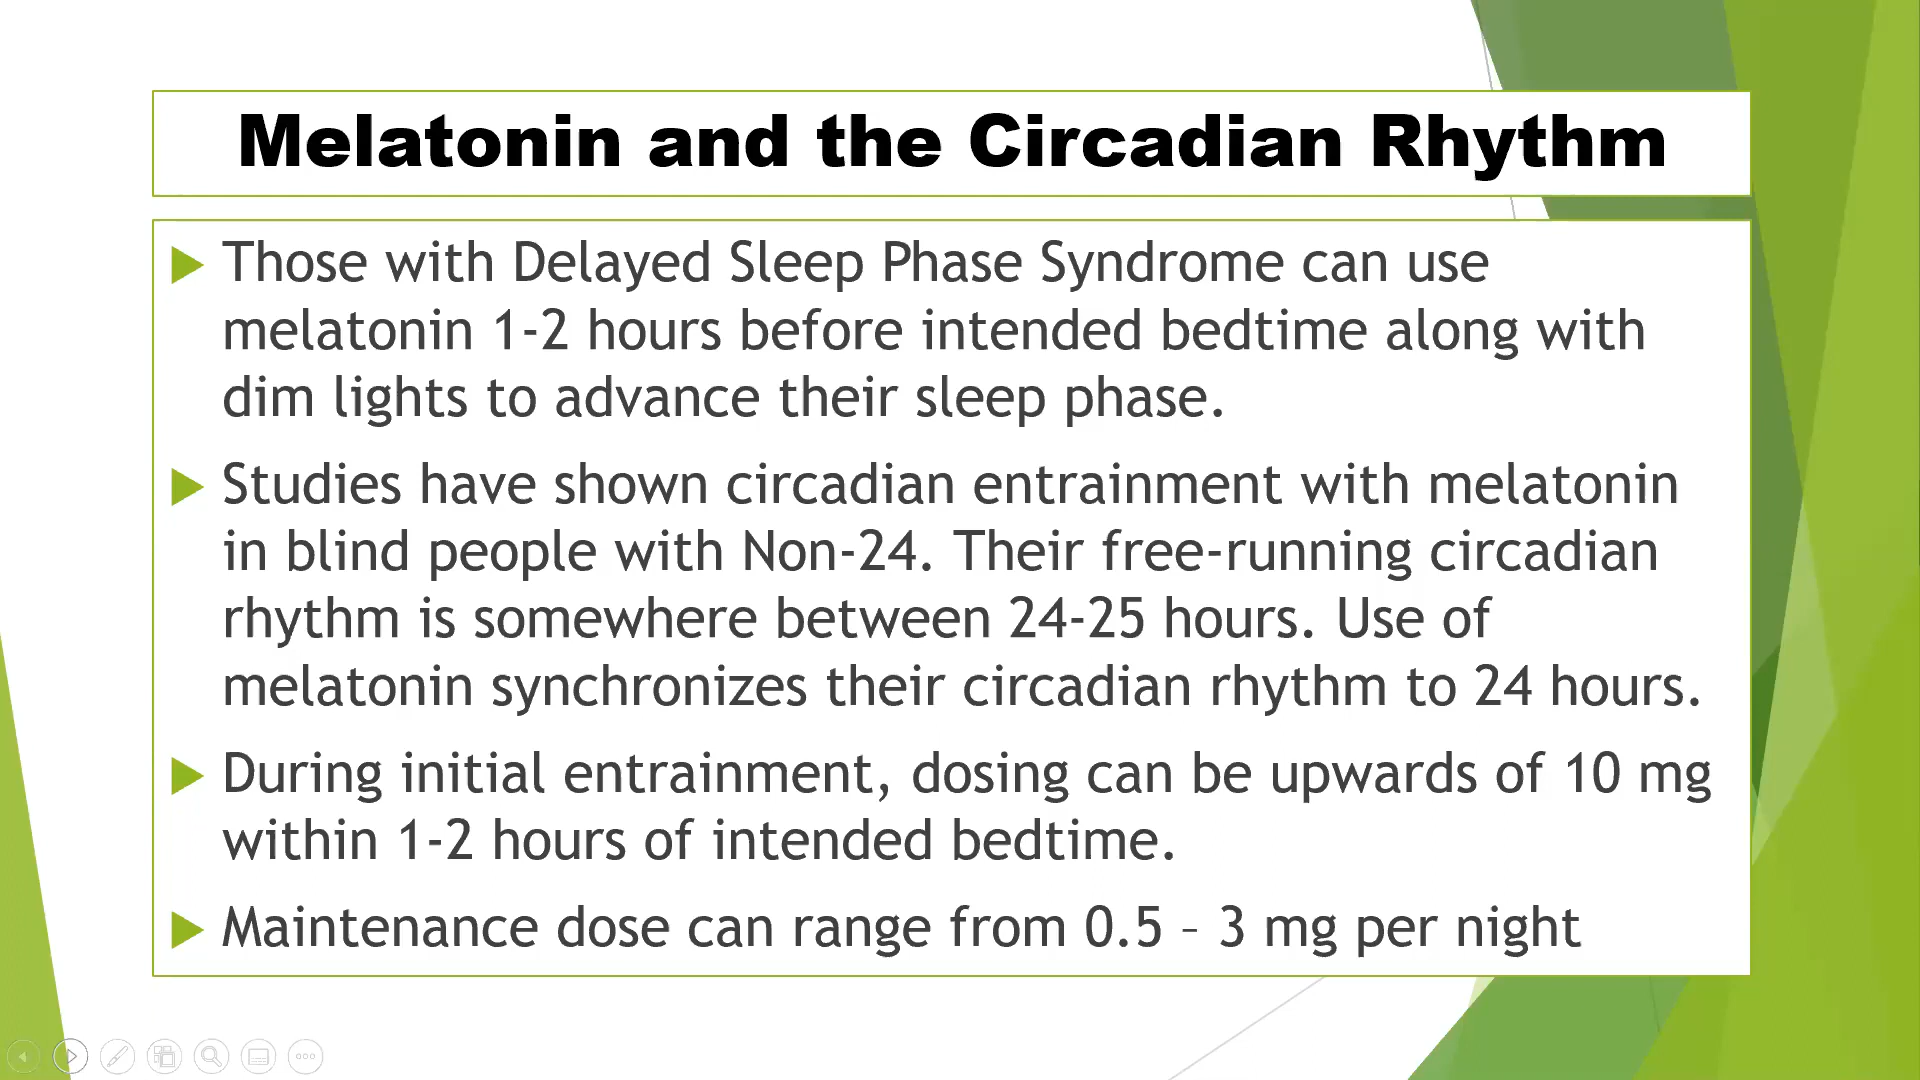 Melatonin and the Circadian Rhythm
Those with Delayed Sleep Phase Syndrome can use
melatonin 1-2 hours before intended bedtime along with
dim lights to advance their sleep phase.
Studies have shown circadian entrainment with melatonin
in blind people with Non-24. Their free-running circadian
rhythm is somewhere between 24-25 hours. Use of
melatonin synchronizes their circadian rhythm to 24 hours.
During initial entrainment, dosing can be upwards of 10 mg
within 1-2 hours of intended bedtime.
Maintenance dose can range from 0.5 – 3 mg per night